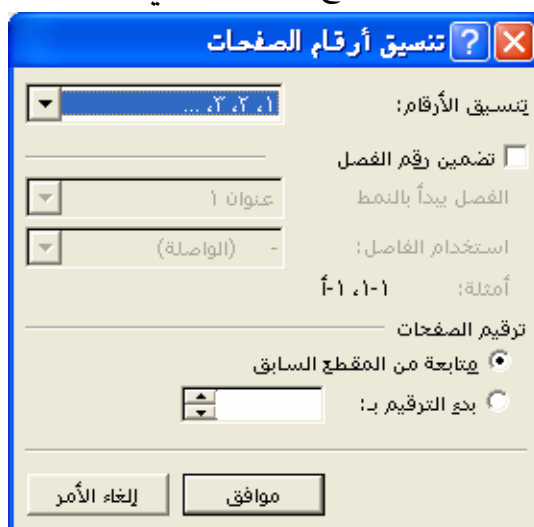 تنسيق أرقام الصفحات
تنسيق الأرقام: ١، ٢، ٣، ...
تضمين رقم الفصل
الفصل يبدأ بالنمط عنوان ١
استخدام الفاصل: - (الواصلة)
أمثلة: ١-١، ١-أ
ترقيم الصفحات
متابعة من المقطع السابق
بدء الترقيم بـ:
موافق إلغاء الأمر